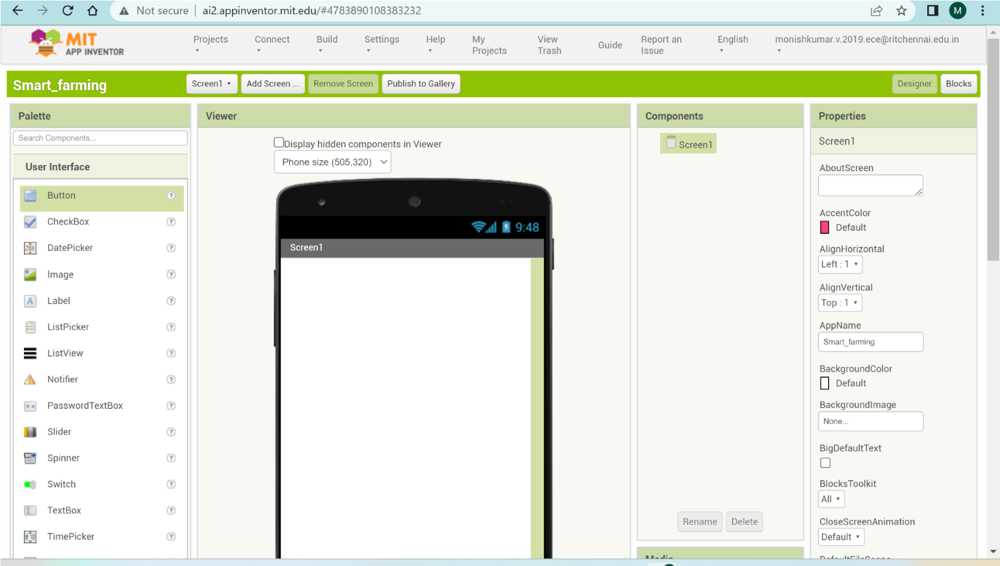 Not secure | ai2.appinventor.mit.edu/#4783890108383232
M
MIT
APP INVENTOR
Projects
Connect
Build
Settings
Help
My
Projects
View
Trash
Guide
Report an
Issue
English
monishkumar.v.2019.ece@ritchennai.edu.in
Smart_farming
Screen1
Add Screen ...
Remove Screen
Publish to Gallery
Designer
Blocks
Palette
Search Components...
User Interface
Button
CheckBox
2011 DatePicker
Image
A Label
ListPicker
ListView
Notifier
PasswordTextBox
Slider
Spinner
Switch
TextBox
8:10 TimePicker
Viewer
Display hidden components in Viewer
Phone size (505,320)
9:48
Screen1
Components
Screen1
Rename
Delete
Media
Properties
Screen1
AboutScreen
AccentColor
Default
AlignHorizontal
Left : 1
AlignVertical
Top : 1
AppName
Smart_farming
BackgroundColor
Default
BackgroundImage
None...
BigDefaultText
BlocksToolkit
All
CloseScreenAnimation
Default
DefaultFileScope